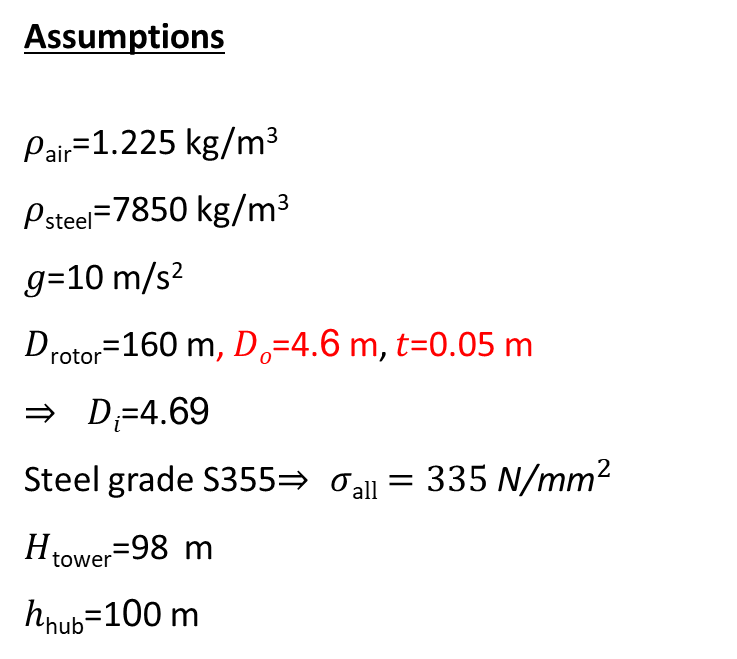 Assumptions
ρair=1.225 kg/m³
ρsteel=7850 kg/m³
g=10 m/s²
Drotor=160 m, Do=4.6 m, t=0.05 m
⇒ Di=4.69
Steel grade S355⇒ σall = 335 N/mm²
Htower=98 m
hhub=100 m